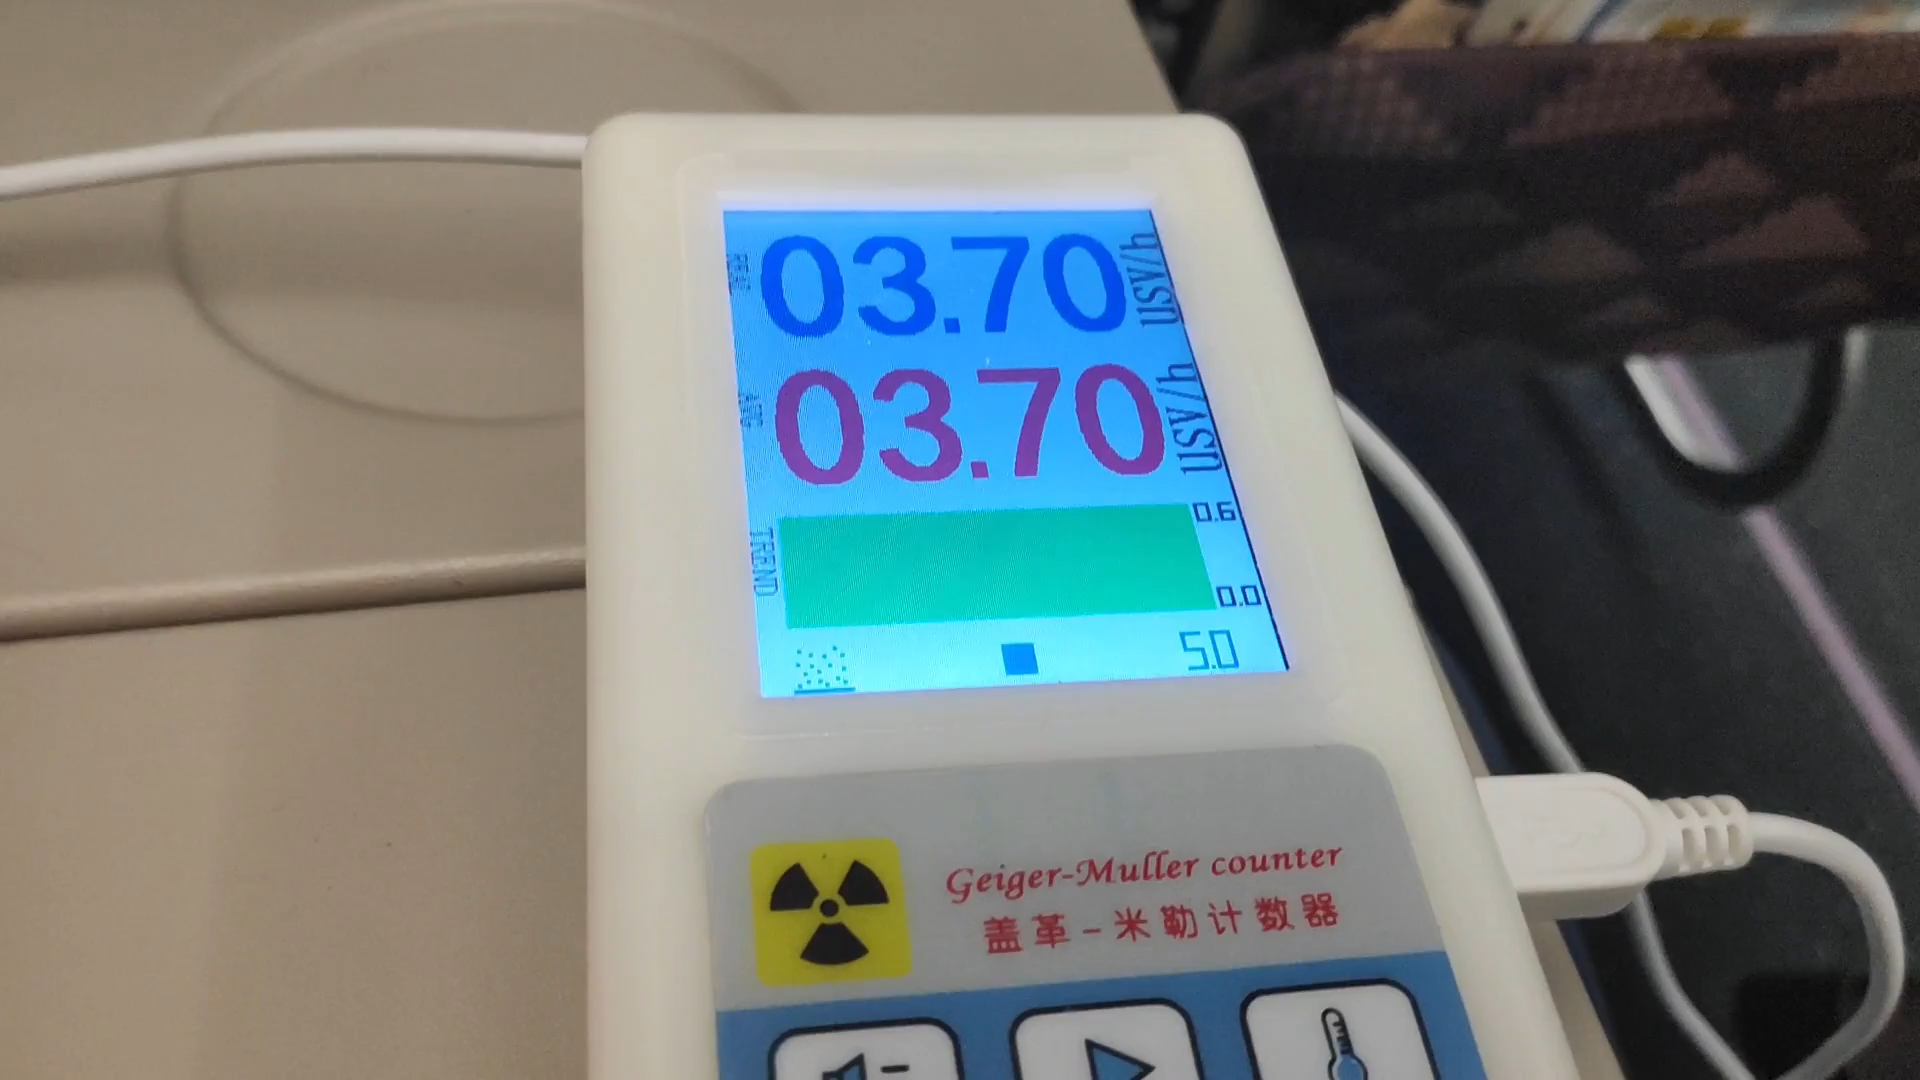 03.70 uSv/h
03.70 uSv/h
TREND
0.6
0.0
5.0
Geiger-Muller counter
盖革-米勒计数器